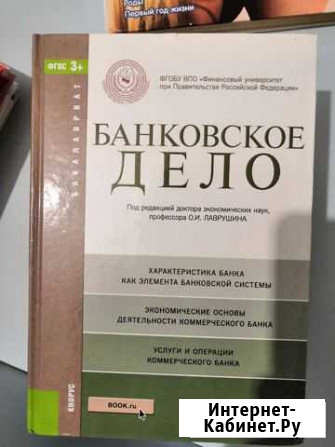 Роды
Первый год жизни
ФГОС 3+
БАКАЛАВРИАТ
ФГОБУ ВПО «Финансовый университет
при Правительстве Российской Федерации»
БАНКОВСКОЕ
ДЕЛО
Под редакцией доктора экономических наук,
профессора О.И. ЛАВРУШИНА
ХАРАКТЕРИСТИКА БАНКА
КАК ЭЛЕМЕНТА БАНКОВСКОЙ СИСТЕМЫ
ЭКОНОМИЧЕСКИЕ ОСНОВЫ
ДЕЯТЕЛЬНОСТИ КОММЕРЧЕСКОГО БАНКА
УСЛУГИ И ОПЕРАЦИИ
КОММЕРЧЕСКОГО БАНКА
КНОРУС
BOOK.ru
Интернет-
Кабинет.Ру